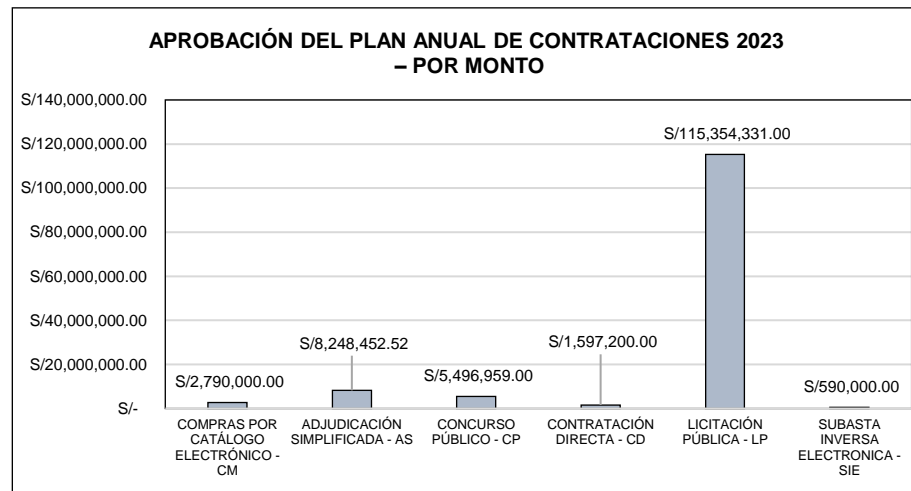 APROBACIÓN DEL PLAN ANUAL DE CONTRATACIONES 2023
– POR MONTO
S/140,000,000.00
S/120,000,000.00
S/100,000,000.00
S/80,000,000.00
S/60,000,000.00
S/40,000,000.00
S/20,000,000.00
S/-
S/2,790,000.00
S/8,248,452.52
S/5,496,959.00
S/1,597,200.00
S/115,354,331.00
S/590,000.00
COMPRAS POR
CATÁLOGO
ELECTRÓNICO -
CM
ADJUDICACIÓN
SIMPLIFICADA - AS
CONCURSO
PÚBLICO - CP
CONTRATACIÓN
DIRECTA - CD
LICITACIÓN
PÚBLICA - LP
SUBASTA
INVERSA
ELECTRONICA -
SIE